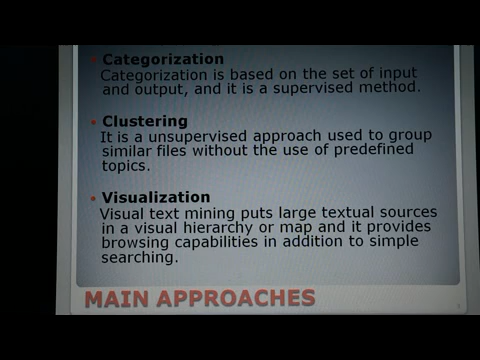 • Categorization
Categorization is based on the set of input
and output, and it is a supervised method.
• Clustering
It is a unsupervised approach used to group
similar files without the use of predefined
topics.
• Visualization
Visual text mining puts large textual sources
in a visual hierarchy or map and it provides
browsing capabilities in addition to simple
searching.
MAIN APPROACHES